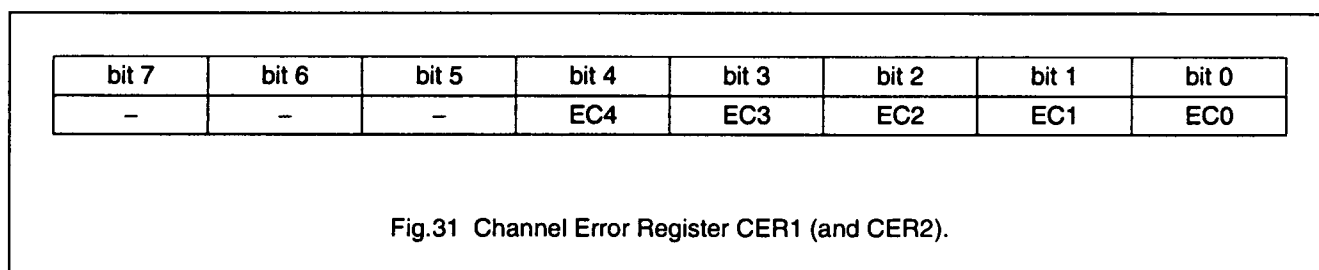 bit 7 bit 6 bit 5 bit 4 bit 3 bit 2 bit 1 bit 0
– – – EC4 EC3 EC2 EC1 EC0
Fig.31 Channel Error Register CER1 (and CER2).